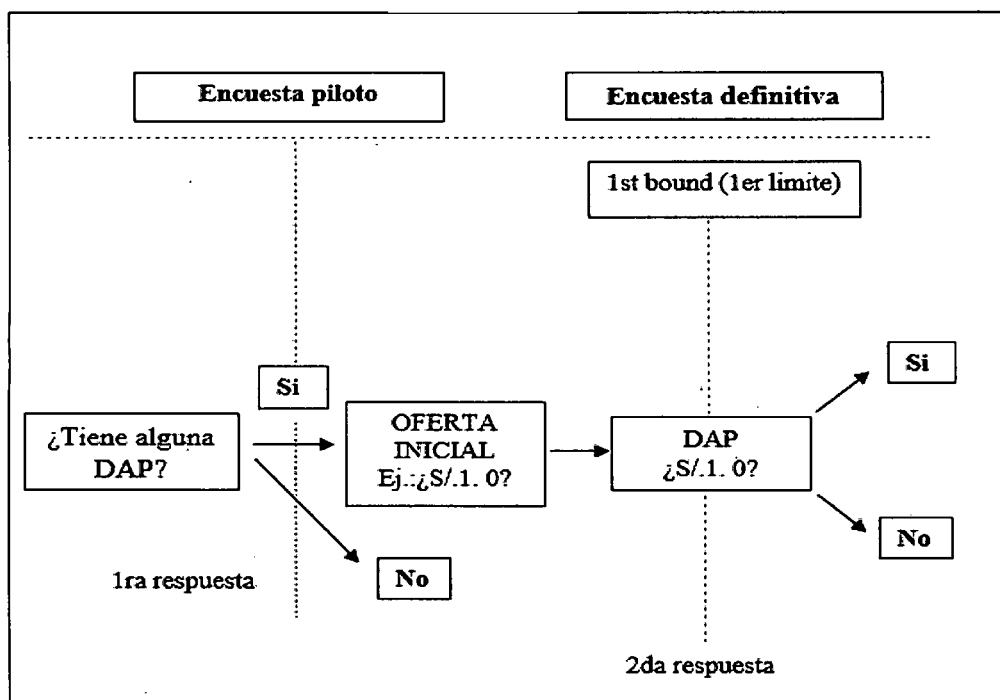 Encuesta piloto
Encuesta definitiva
1st bound (1er limite)
Si
¿Tiene alguna
DAP?
OFERTA
INICIAL
Ej.:¿S/.1. 0?
DAP
¿S/.1. 0?
Si
No
No
1ra respuesta
2da respuesta